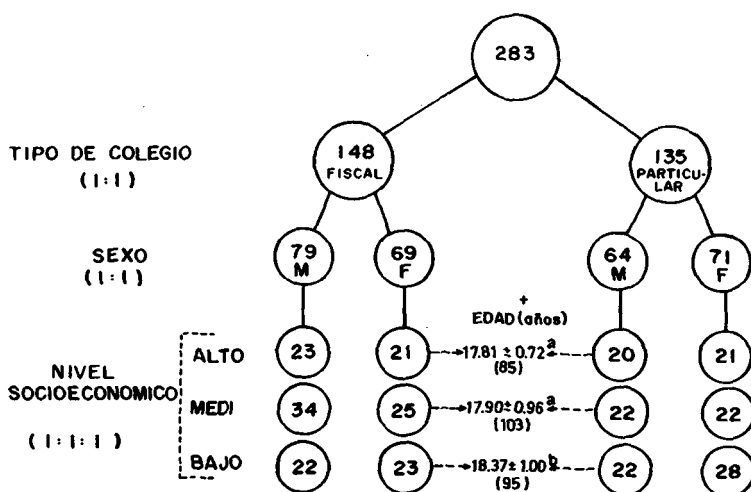 283
TIPO DE COLEGIO
(1:1)
148
FISCAL
135
PARTICU-
LAR
SEXO
(1:1)
79
M
69
F
64
M
71
F
+
EDAD (años)
NIVEL
SOCIOECONOMICO
(1:1:1)
ALTO
23
21
17.81 ± 0.72 a
(85)
20
21
MEDI
34
25
17.90 ± 0.96 a
(103)
22
22
BAJO
22
23
18.37 ± 1.00 b
(95)
22
28